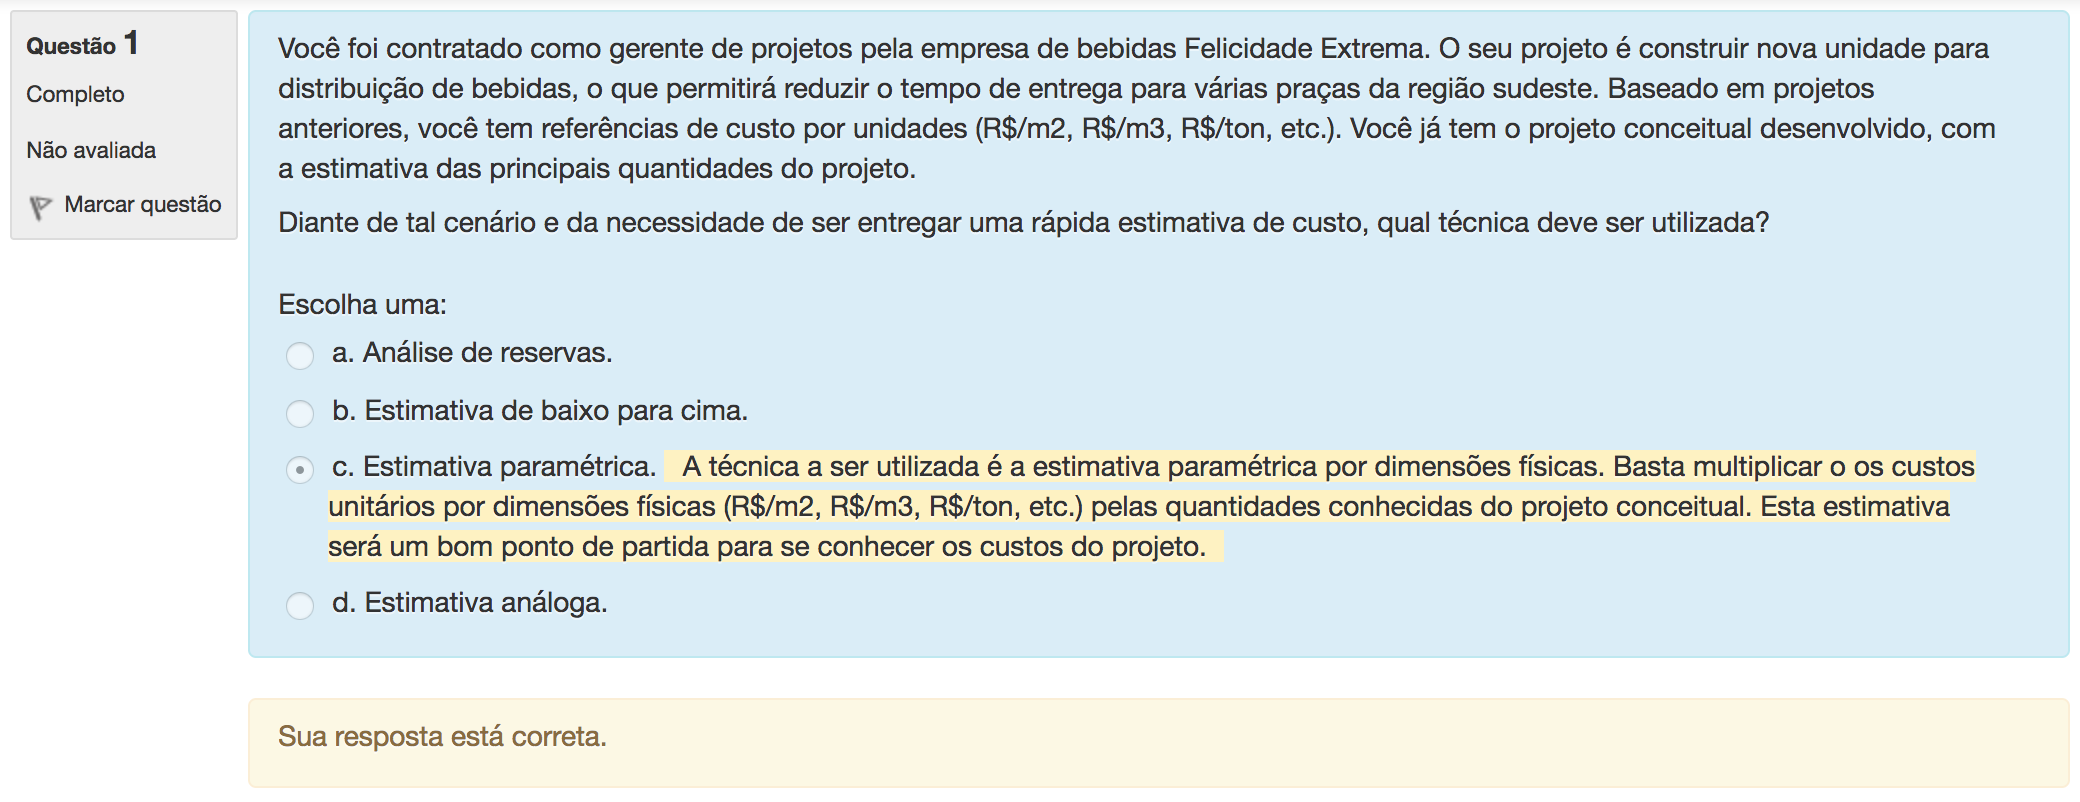 Questão 1
Completo
Não avaliada
Marcar questão
Você foi contratado como gerente de projetos pela empresa de bebidas Felicidade Extrema. O seu projeto é construir nova unidade para
distribuição de bebidas, o que permitirá reduzir o tempo de entrega para várias praças da região sudeste. Baseado em projetos
anteriores, você tem referências de custo por unidades (R$/m2, R$/m3, R$/ton, etc.). Você já tem o projeto conceitual desenvolvido, com
a estimativa das principais quantidades do projeto.
Diante de tal cenário e da necessidade de ser entregar uma rápida estimativa de custo, qual técnica deve ser utilizada?
Escolha uma:
a. Análise de reservas.
b. Estimativa de baixo para cima.
c. Estimativa paramétrica. A técnica a ser utilizada é a estimativa paramétrica por dimensões físicas. Basta multiplicar o os custos
unitários por dimensões físicas (R$/m2, R$/m3, R$/ton, etc.) pelas quantidades conhecidas do projeto conceitual. Esta estimativa
será um bom ponto de partida para se conhecer os custos do projeto.
d. Estimativa análoga.
Sua resposta está correta.